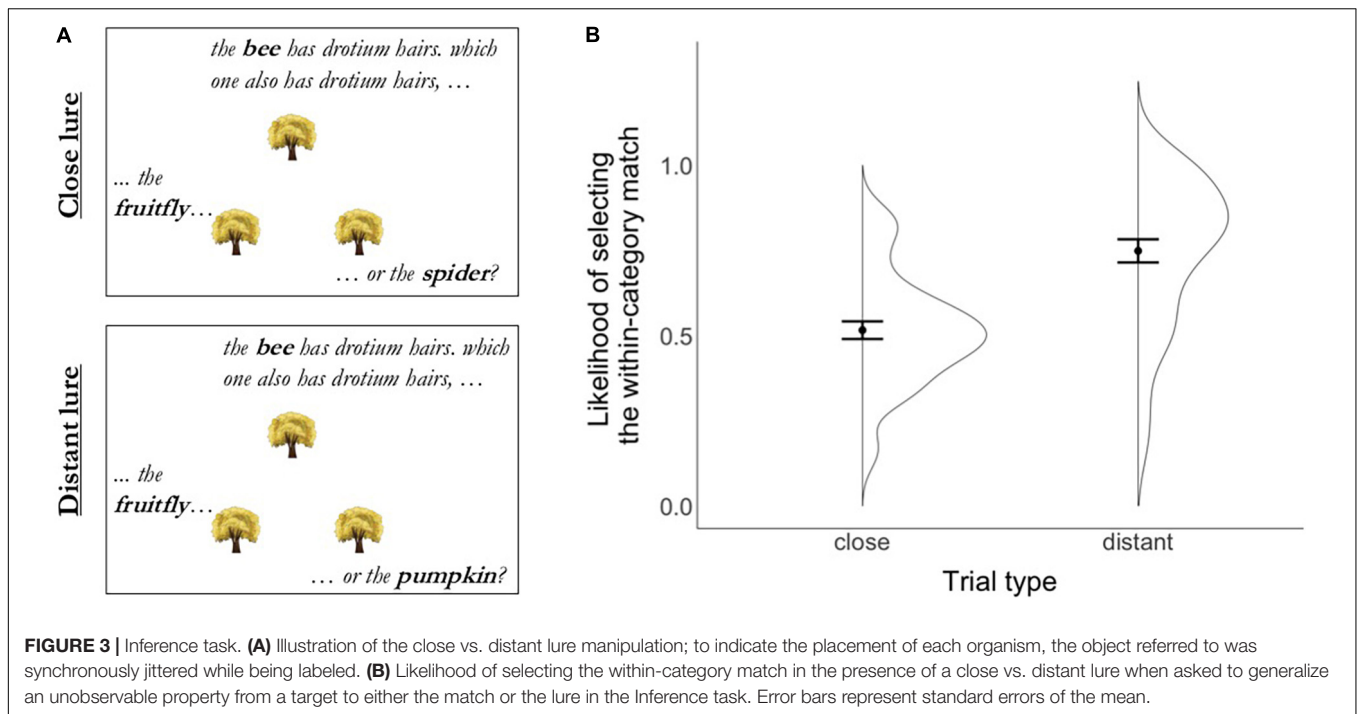 A
Close lure
the bee has drotium hairs. which
one also has drotium hairs, …
... the
fruitfly…
… or the spider?
Distant lure
the bee has drotium hairs. which
one also has drotium hairs, …
... the
fruitfly…
… or the pumpkin?
B
Likelihood of selecting
the within-category match
1.0
0.5
0.0
close
distant
Trial type
FIGURE 3 | Inference task. (A) Illustration of the close vs. distant lure manipulation; to indicate the placement of each organism, the object referred to was
synchronously jittered while being labeled. (B) Likelihood of selecting the within-category match in the presence of a close vs. distant lure when asked to generalize
an unobservable property from a target to either the match or the lure in the Inference task. Error bars represent standard errors of the mean.